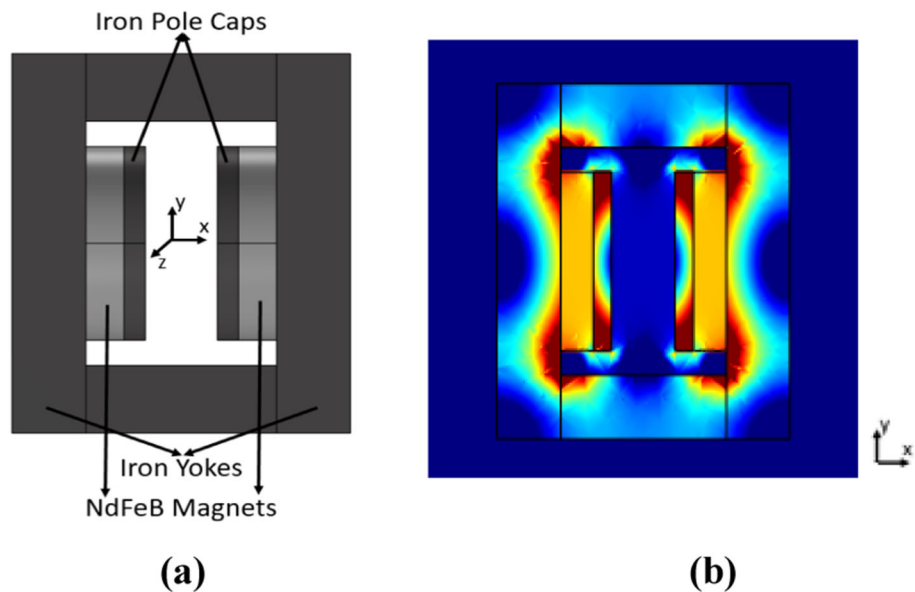 Iron Pole Caps
y
x
z
Iron Yokes
NdFeB Magnets
y
x
(a)
(b)